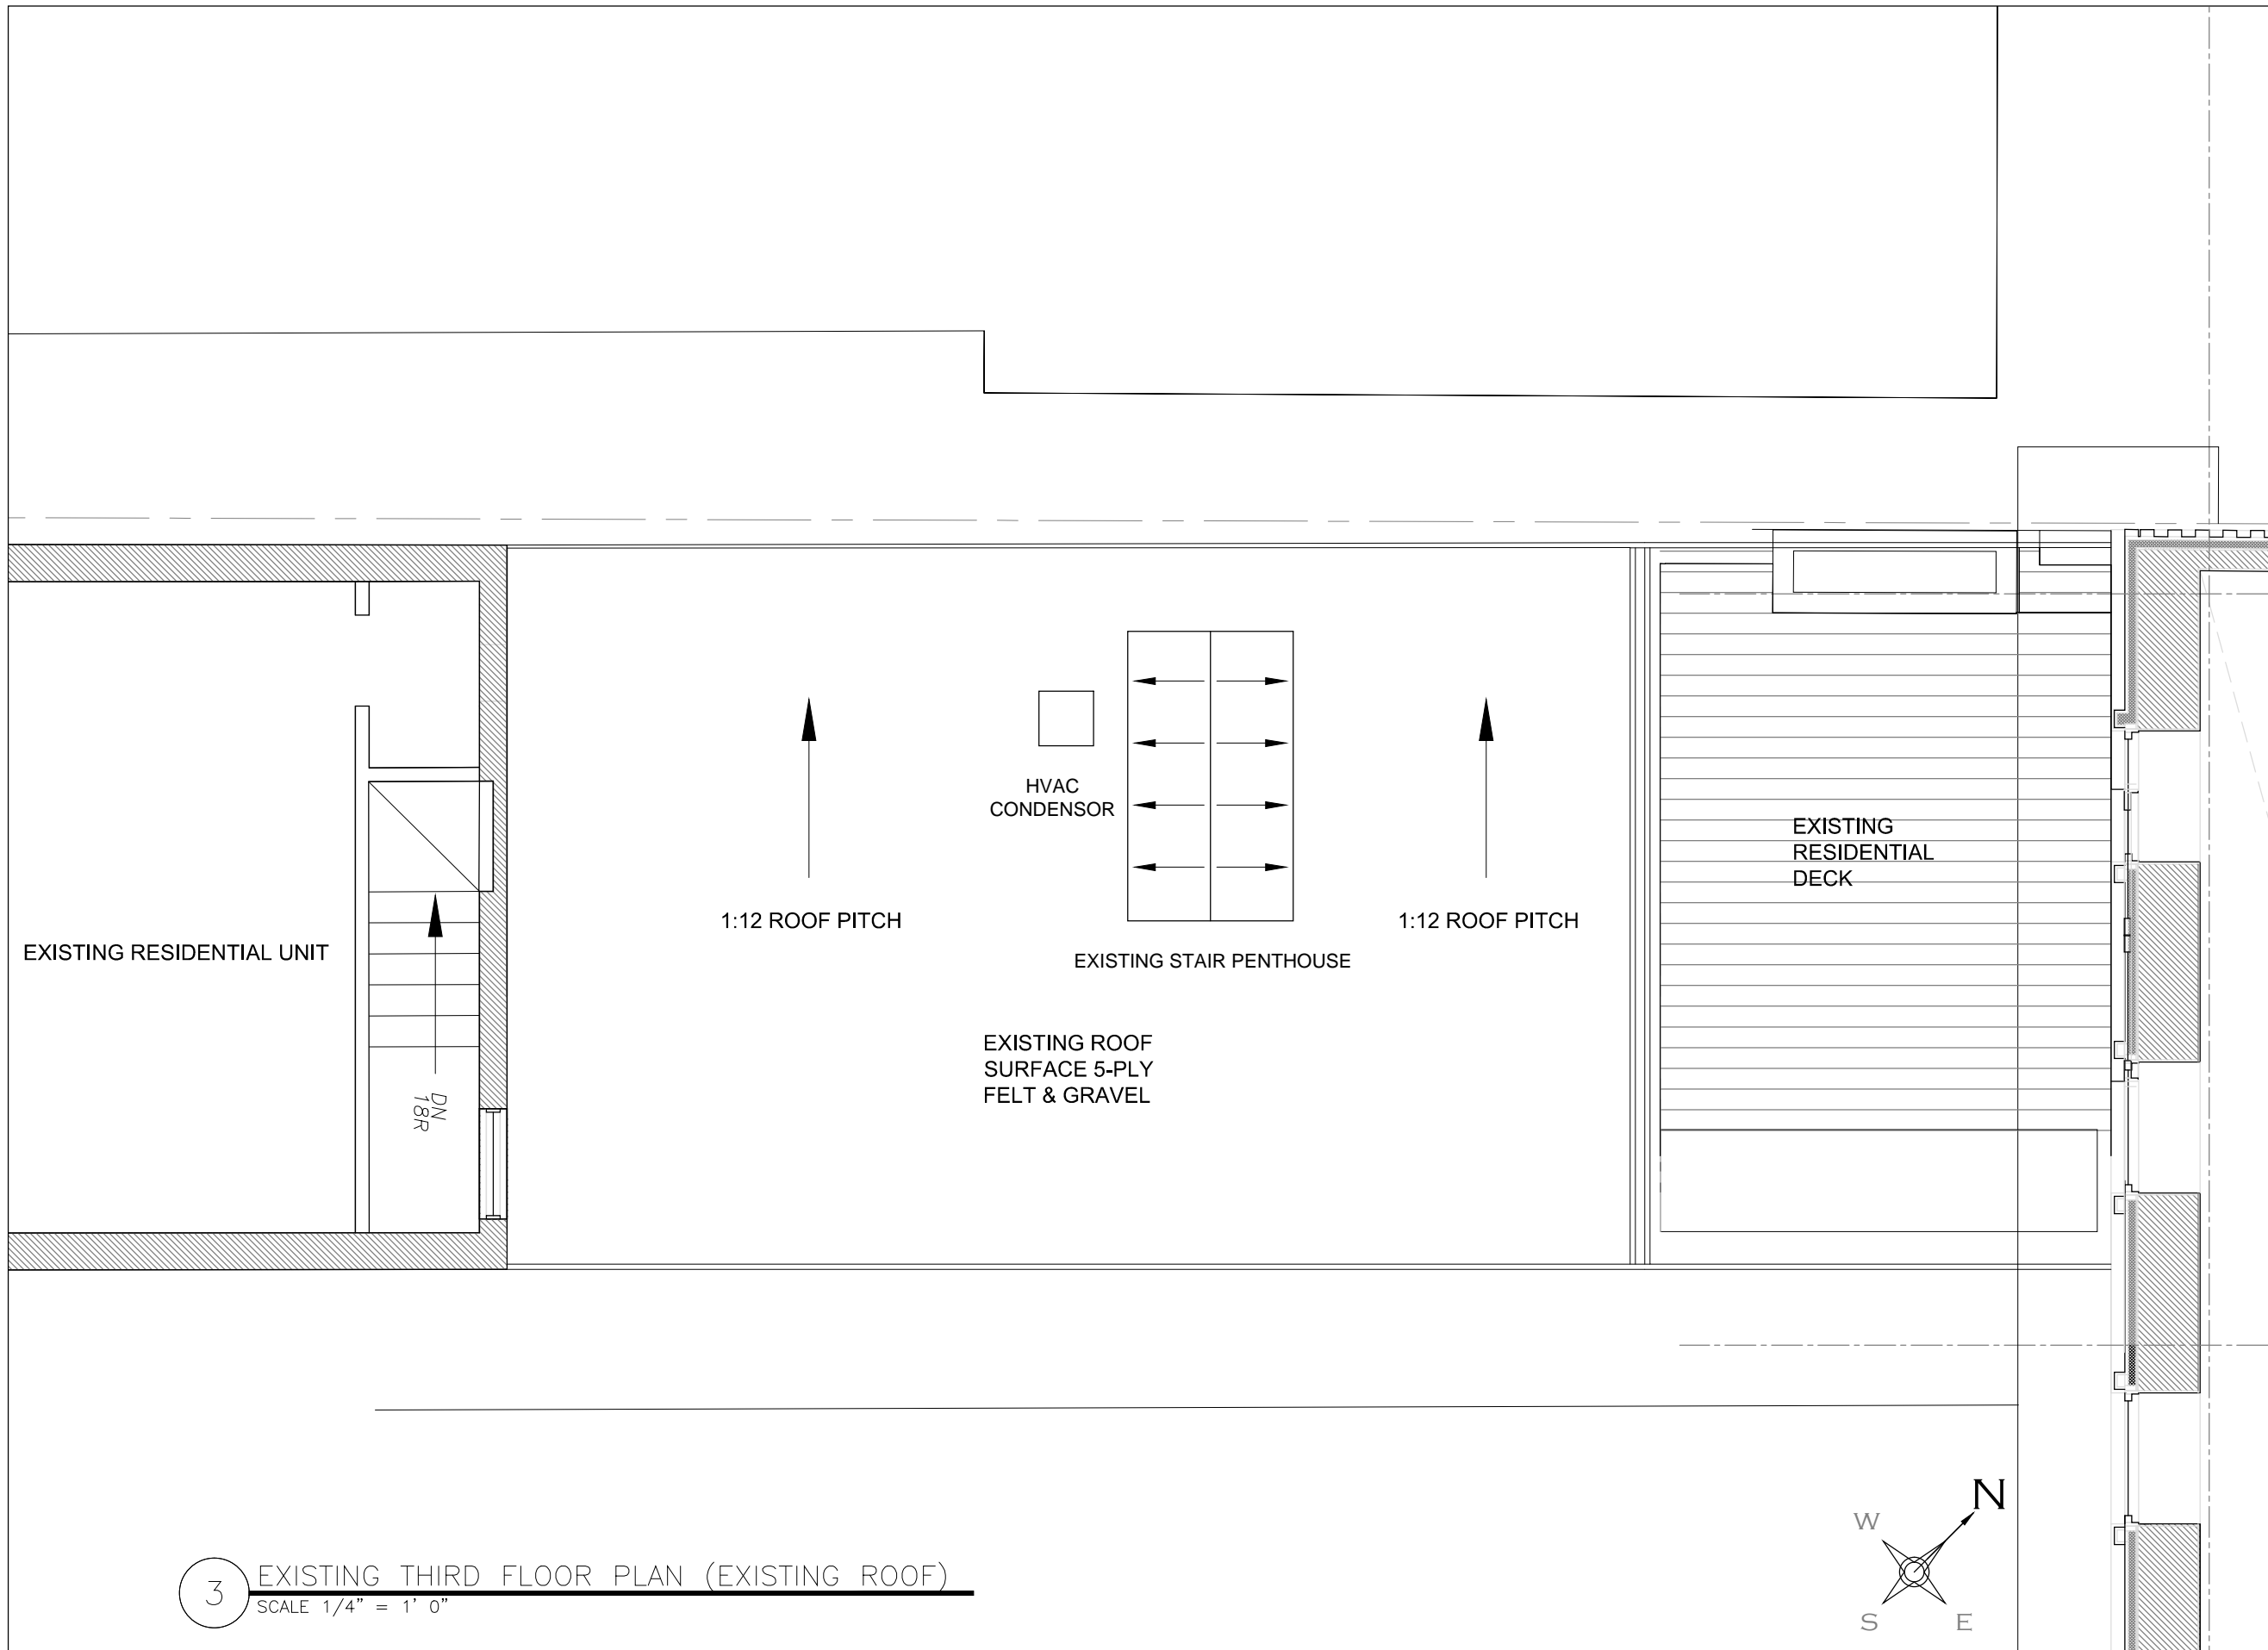 HVAC
CONDENSOR
EXISTING
RESIDENTIAL
DECK
1:12 ROOF PITCH
1:12 ROOF PITCH
EXISTING RESIDENTIAL UNIT
EXISTING STAIR PENTHOUSE
EXISTING ROOF
SURFACE 5-PLY
FELT & GRAVEL
DN
18R
N
W
S
E
3
EXISTING THIRD FLOOR PLAN (EXISTING ROOF)
SCALE 1/4" = 1' 0"